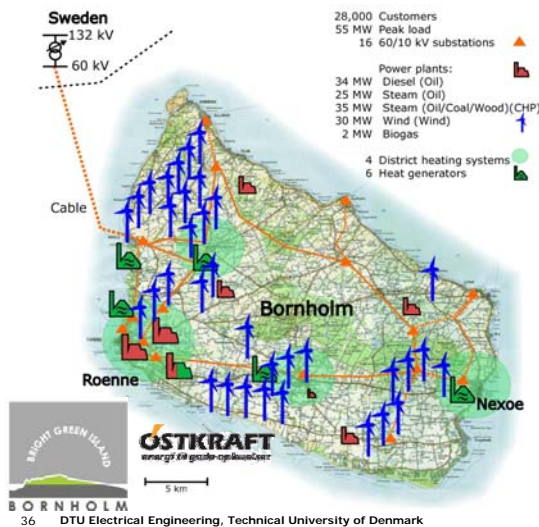 Sweden
132 kV
60 kV
28,000 Customers
55 MW Peak load
16 60/10 kV substations
Power plants:
34 MW Diesel (Oil)
25 MW Steam (Oil)
35 MW Steam (Oil/Coal/Wood)(CHP)
30 MW Wind (Wind)
2 MW Biogas
4 District heating systems
6 Heat generators
Cable
Bornholm
Roenne
Nexoe
BRIGHT GREEN ISLAND
BORNHOLM
ÖSTKRAFT
5 km
36 DTU Electrical Engineering, Technical University of Denmark